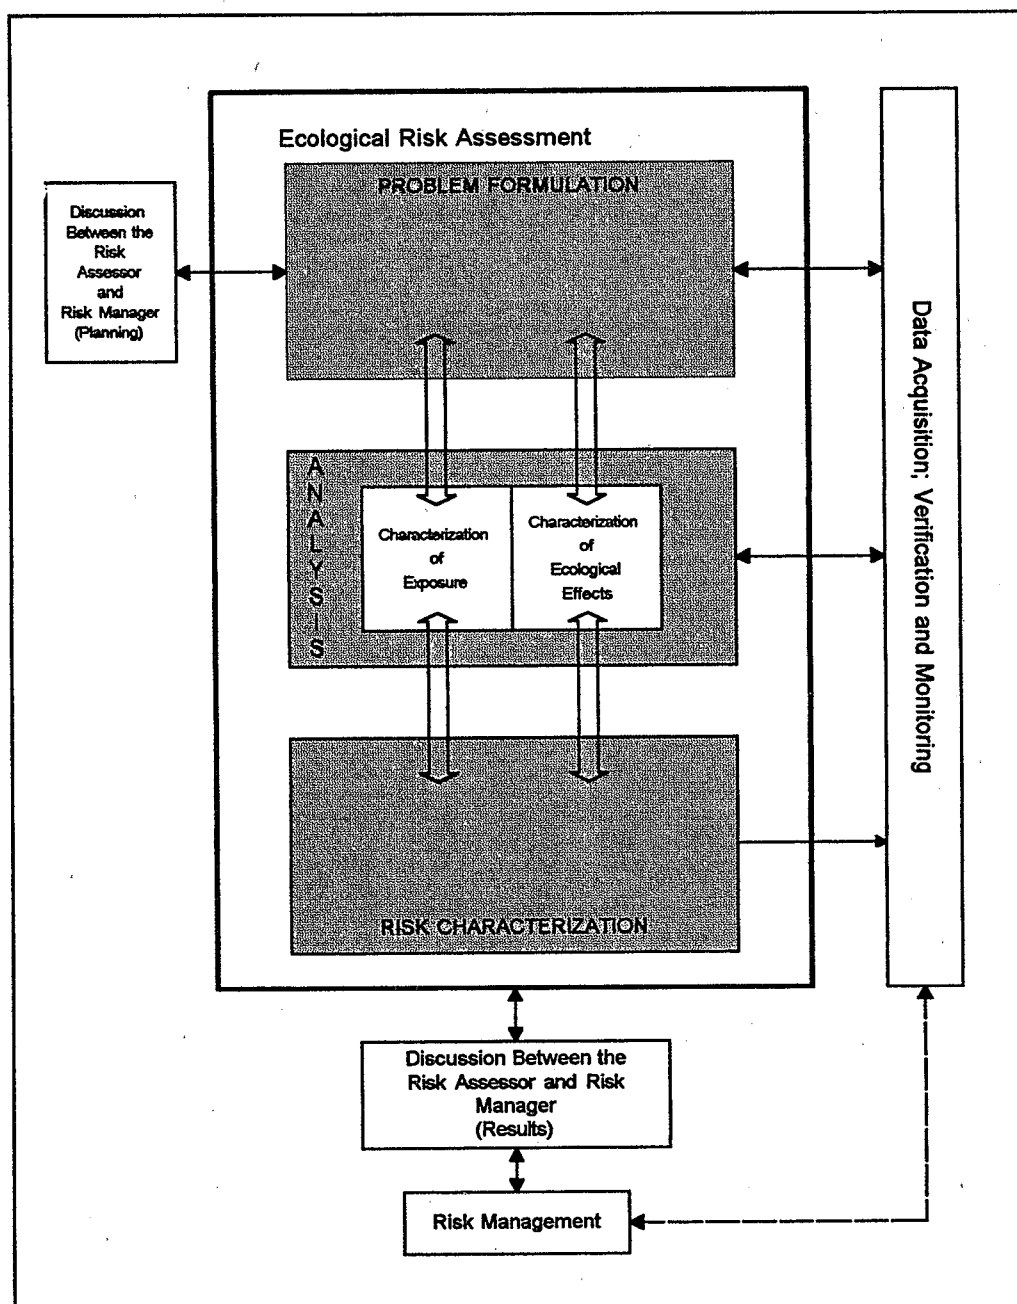 Ecological Risk Assessment
PROBLEM FORMULATION
Discussion
Between the
Risk
Assessor
and
Risk Manager
(Planning)
ANALYSIS
Characterization
of
Exposure
Characterization
of
Ecological
Effects
RISK CHARACTERIZATION
Data Acquisition; Verification and Monitoring
Discussion Between the
Risk Assessor and Risk
Manager
(Results)
Risk Management